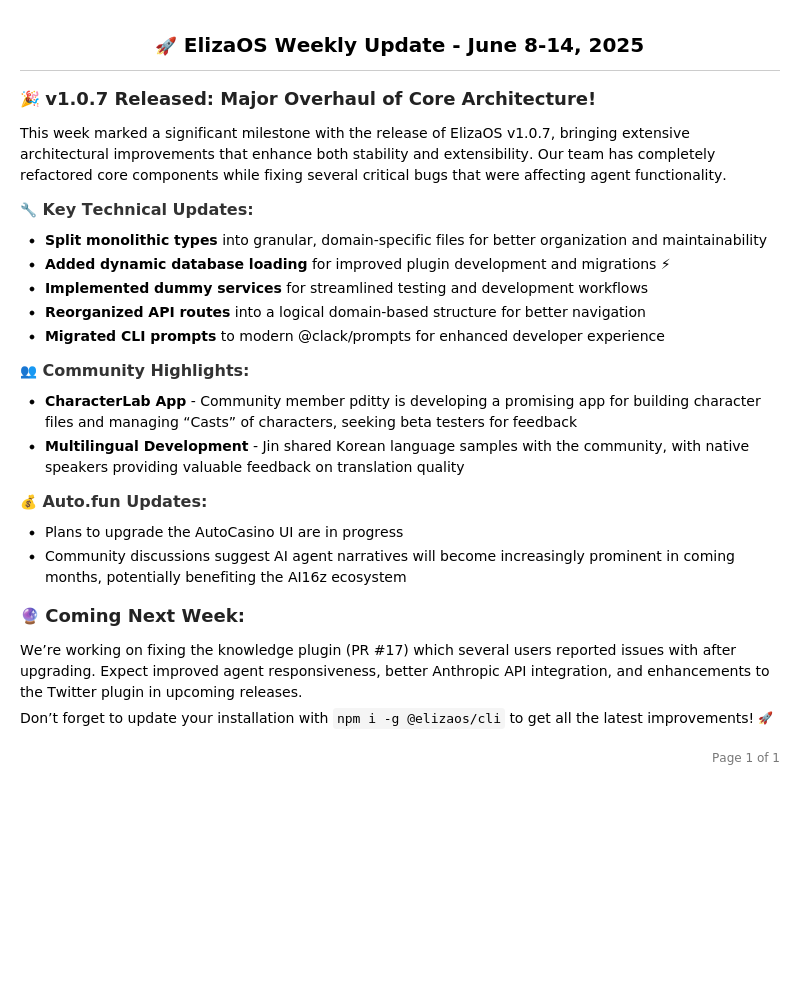 🚀 ElizaOS Weekly Update - June 8-14, 2025
🎉 v1.0.7 Released: Major Overhaul of Core Architecture!
This week marked a significant milestone with the release of ElizaOS v1.0.7, bringing extensive
architectural improvements that enhance both stability and extensibility. Our team has completely
refactored core components while fixing several critical bugs that were affecting agent functionality.
🔧 Key Technical Updates:
• Split monolithic types into granular, domain-specific files for better organization and maintainability
• Added dynamic database loading for improved plugin development and migrations ⚡
• Implemented dummy services for streamlined testing and development workflows
• Reorganized API routes into a logical domain-based structure for better navigation
• Migrated CLI prompts to modern @clack/prompts for enhanced developer experience
👥 Community Highlights:
• CharacterLab App - Community member pditty is developing a promising app for building character
files and managing “Casts” of characters, seeking beta testers for feedback
• Multilingual Development - Jin shared Korean language samples with the community, with native
speakers providing valuable feedback on translation quality
💰 Auto.fun Updates:
• Plans to upgrade the AutoCasino UI are in progress
• Community discussions suggest AI agent narratives will become increasingly prominent in coming
months, potentially benefiting the AI16z ecosystem
🔮 Coming Next Week:
We’re working on fixing the knowledge plugin (PR #17) which several users reported issues with after
upgrading. Expect improved agent responsiveness, better Anthropic API integration, and enhancements to
the Twitter plugin in upcoming releases.
Don’t forget to update your installation with npm i -g @elizaos/cli to get all the latest improvements! 🚀
Page 1 of 1